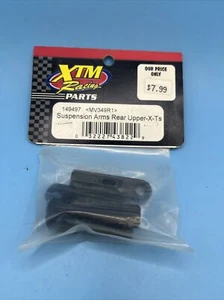 XTM
Racing
PARTS
OUR PRICE
ONLY
$7.99
149497 <MV349R1>
Suspension Arms Rear Upper-X-Ts